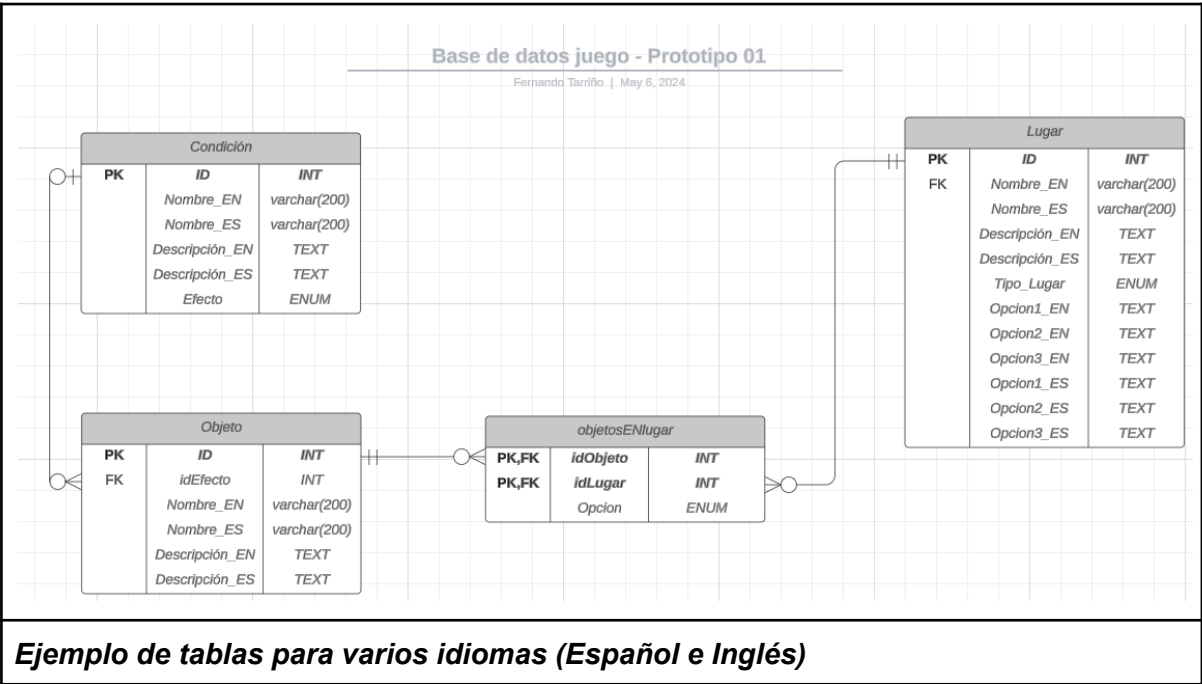 Base de datos juego - Prototipo 01
Fernando Tarriño | May 6, 2024
Condición
PK ID INT
Nombre_EN varchar(200)
Nombre_ES varchar(200)
Descripción_EN TEXT
Descripción_ES TEXT
Efecto ENUM
Lugar
PK ID INT
FK Nombre_EN varchar(200)
Nombre_ES varchar(200)
Descripción_EN TEXT
Descripción_ES TEXT
Tipo_Lugar ENUM
Opcion1_EN TEXT
Opcion2_EN TEXT
Opcion3_EN TEXT
Opcion1_ES TEXT
Opcion2_ES TEXT
Opcion3_ES TEXT
Objeto
PK ID INT
FK idEfecto INT
Nombre_EN varchar(200)
Nombre_ES varchar(200)
Descripción_EN TEXT
Descripción_ES TEXT
objetosENlugar
PK,FK idObjeto INT
PK,FK idLugar INT
Opcion ENUM
Ejemplo de tablas para varios idiomas (Español e Inglés)